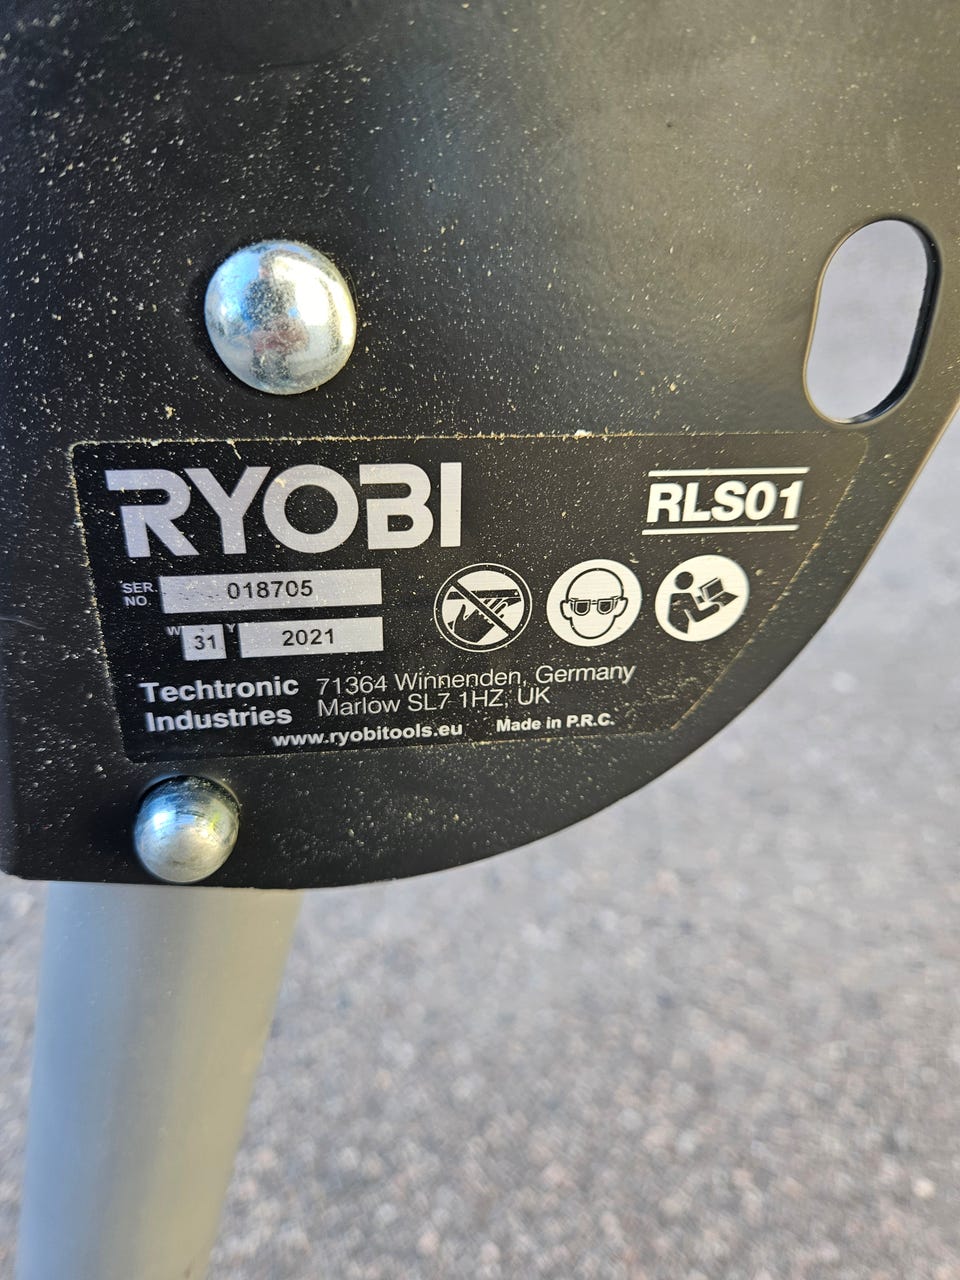 RYOBI
RLS01
SER. NO 018705
W 31 Y 2021
Techtronic Industries
71364 Winnenden, Germany
Marlow SL7 1HZ, UK
www.ryobitools.eu Made in P.R.C.